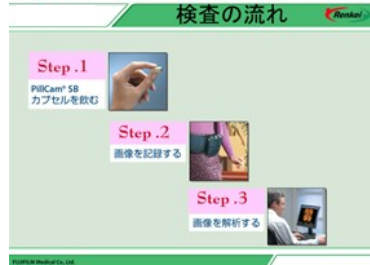 検査の流れ
Renkei
Step .1
PillCam® SB
カプセルを飲む
Step .2
画像を記録する
Step .3
画像を解析する
FUJIFILM Medical Co., Ltd.